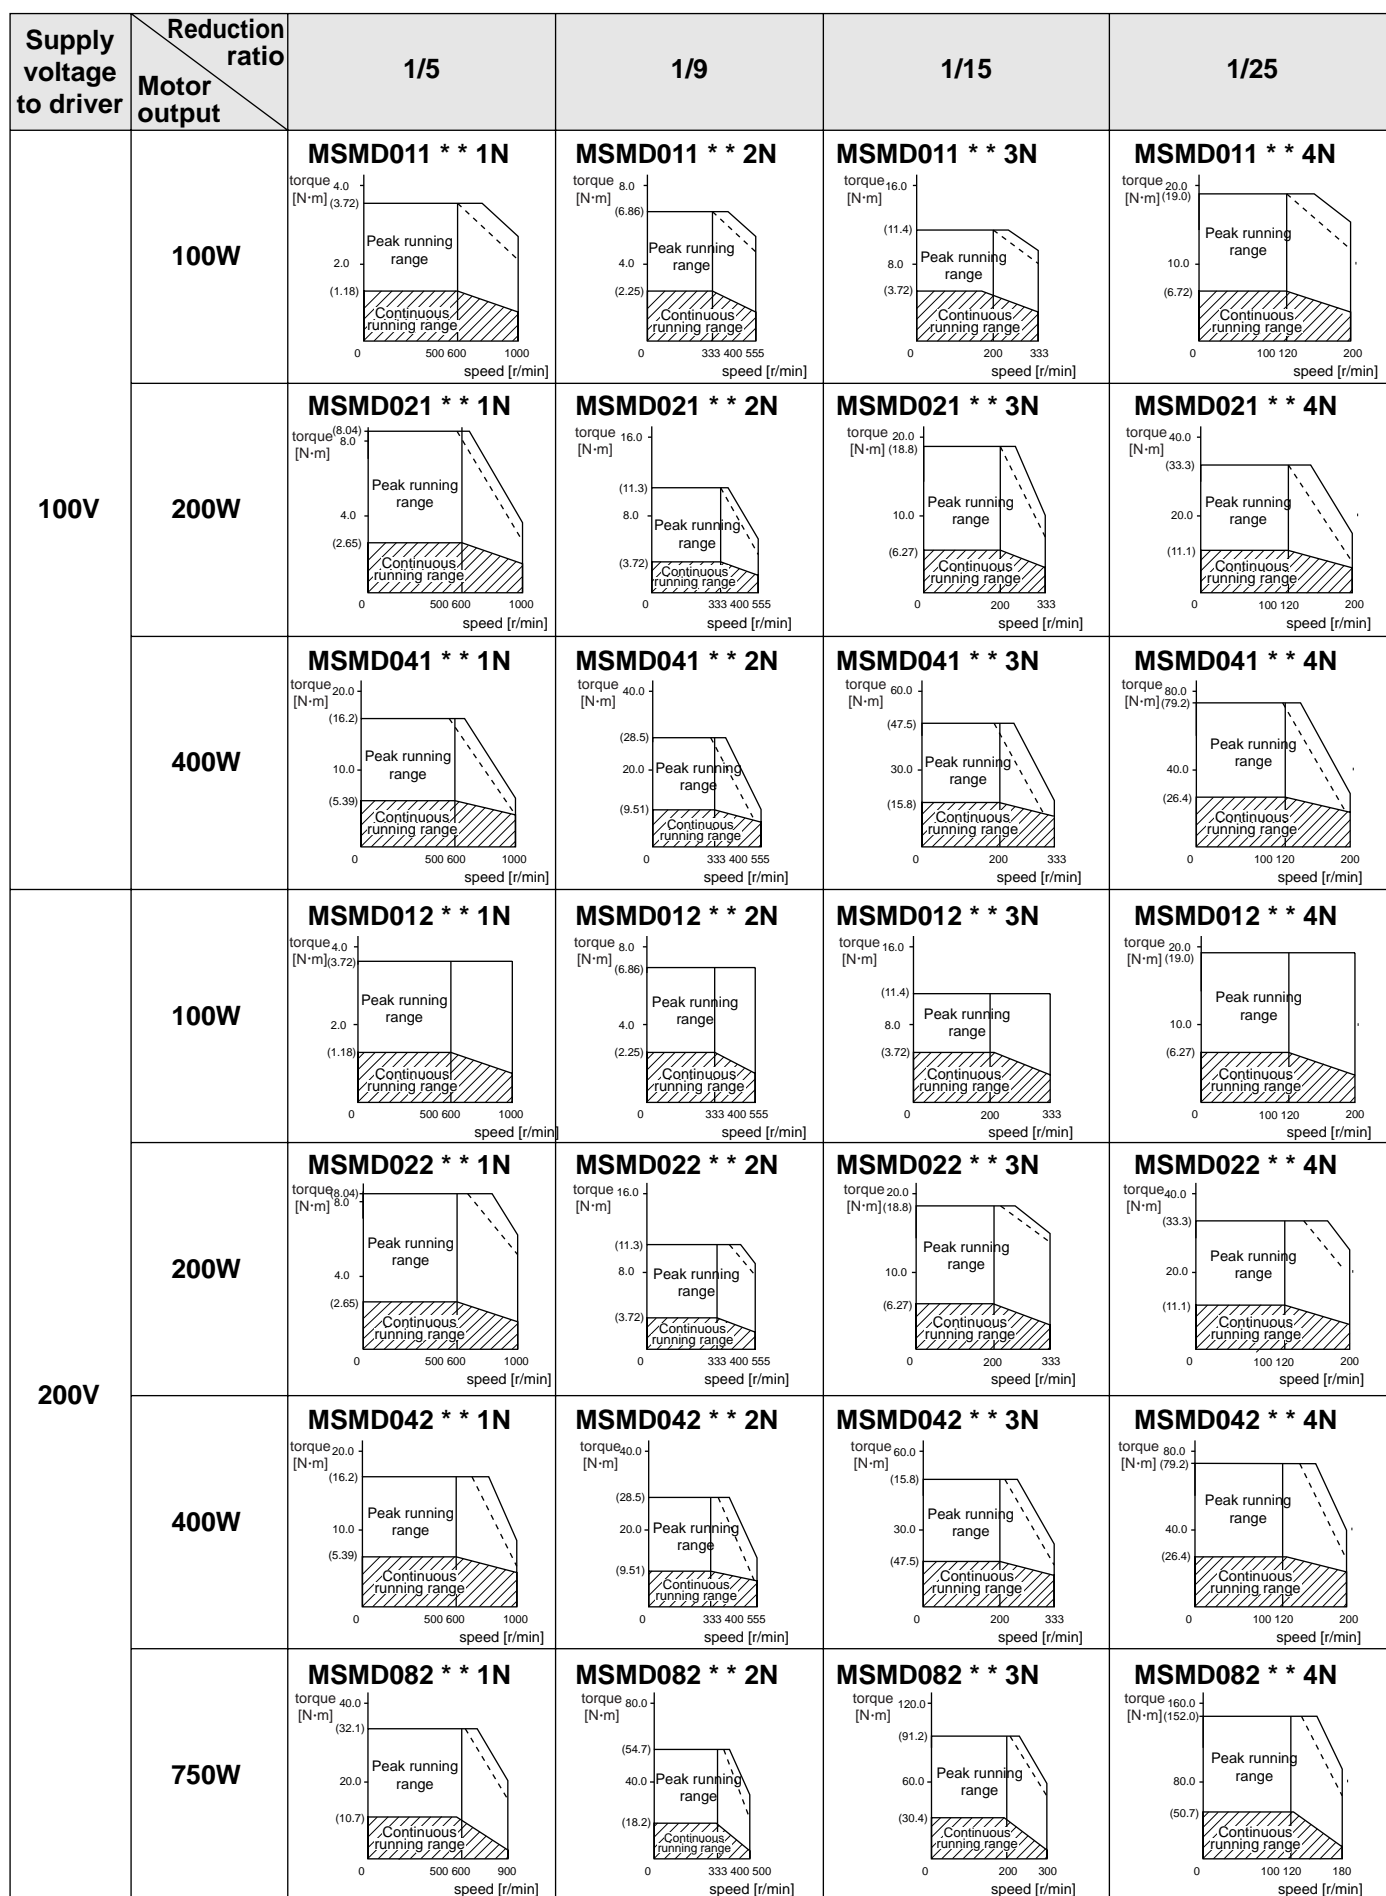 Supply
voltage
to driver
Reduction
ratio
Motor
output
1/5
1/9
1/15
1/25
100V
100W
MSMD011 * * 1N
torque
[N·m]
4.0
(3.72)
2.0
(1.18)
Peak running
range
Continuous
running range
0 500 600 1000
speed [r/min]
MSMD011 * * 2N
torque
[N·m]
8.0
(6.86)
4.0
(2.25)
Peak running
range
Continuous
running range
0 333 400 555
speed [r/min]
MSMD011 * * 3N
torque
[N·m]
16.0
(11.4)
8.0
(3.72)
Peak running
range
Continuous
running range
0 200 333
speed [r/min]
MSMD011 * * 4N
torque
[N·m]
20.0
(19.0)
10.0
(6.72)
Peak running
range
Continuous
running range
0 100 120 200
speed [r/min]
200W
MSMD021 * * 1N
torque
[N·m]
(8.04)
8.0
4.0
(2.65)
Peak running
range
Continuous
running range
0 500 600 1000
speed [r/min]
MSMD021 * * 2N
torque
[N·m]
16.0
(11.3)
8.0
(3.72)
Peak running
range
Continuous
running range
0 333 400 555
speed [r/min]
MSMD021 * * 3N
torque
[N·m]
20.0
(18.8)
10.0
(6.27)
Peak running
range
Continuous
running range
0 200 333
speed [r/min]
MSMD021 * * 4N
torque
[N·m]
40.0
(33.3)
20.0
(11.1)
Peak running
range
Continuous
running range
0 100 120 200
speed [r/min]
400W
MSMD041 * * 1N
torque
[N·m]
20.0
(16.2)
10.0
(5.39)
Peak running
range
Continuous
running range
0 500 600 1000
speed [r/min]
MSMD041 * * 2N
torque
[N·m]
40.0
(28.5)
20.0
(9.51)
Peak running
range
Continuous
running range
0 333 400 555
speed [r/min]
MSMD041 * * 3N
torque
[N·m]
60.0
(47.5)
30.0
(15.8)
Peak running
range
Continuous
running range
0 200 333
speed [r/min]
MSMD041 * * 4N
torque
[N·m]
80.0
(79.2)
40.0
(26.4)
Peak running
range
Continuous
running range
0 100 120 200
speed [r/min]
200V
100W
MSMD012 * * 1N
torque
[N·m]
4.0
(3.72)
2.0
(1.18)
Peak running
range
Continuous
running range
0 500 600 1000
speed [r/min]
MSMD012 * * 2N
torque
[N·m]
8.0
(6.86)
4.0
(2.25)
Peak running
range
Continuous
running range
0 333 400 555
speed [r/min]
MSMD012 * * 3N
torque
[N·m]
16.0
(11.4)
8.0
(3.72)
Peak running
range
Continuous
running range
0 200 333
speed [r/min]
MSMD012 * * 4N
torque
[N·m]
20.0
(19.0)
10.0
(6.27)
Peak running
range
Continuous
running range
0 100 120 200
speed [r/min]
200W
MSMD022 * * 1N
torque
[N·m]
(8.04)
8.0
4.0
(2.65)
Peak running
range
Continuous
running range
0 500 600 1000
speed [r/min]
MSMD022 * * 2N
torque
[N·m]
16.0
(11.3)
8.0
(3.72)
Peak running
range
Continuous
running range
0 333 400 555
speed [r/min]
MSMD022 * * 3N
torque
[N·m]
20.0
(18.8)
10.0
(6.27)
Peak running
range
Continuous
running range
0 200 333
speed [r/min]
MSMD022 * * 4N
torque
[N·m]
40.0
(33.3)
20.0
(11.1)
Peak running
range
Continuous
running range
0 100 120 200
speed [r/min]
400W
MSMD042 * * 1N
torque
[N·m]
20.0
(16.2)
10.0
(5.39)
Peak running
range
Continuous
running range
0 500 600 1000
speed [r/min]
MSMD042 * * 2N
torque
[N·m]
40.0
(28.5)
20.0
(9.51)
Peak running
range
Continuous
running range
0 333 400 555
speed [r/min]
MSMD042 * * 3N
torque
[N·m]
60.0
(15.8)
30.0
(47.5)
Peak running
range
Continuous
running range
0 200 333
speed [r/min]
MSMD042 * * 4N
torque
[N·m]
80.0
(79.2)
40.0
(26.4)
Peak running
range
Continuous
running range
0 100 120 200
speed [r/min]
750W
MSMD082 * * 1N
torque
[N·m]
40.0
(32.1)
20.0
(10.7)
Peak running
range
Continuous
running range
0 500 600 900
speed [r/min]
MSMD082 * * 2N
torque
[N·m]
80.0
(54.7)
40.0
(18.2)
Peak running
range
Continuous
running range
0 333 400 500
speed [r/min]
MSMD082 * * 3N
torque
[N·m]
120.0
(91.2)
60.0
(30.4)
Peak running
range
Continuous
running range
0 200 300
speed [r/min]
MSMD082 * * 4N
torque
[N·m]
160.0
(152.0)
80.0
(50.7)
Peak running
range
Continuous
running range
0 100 120 180
speed [r/min]